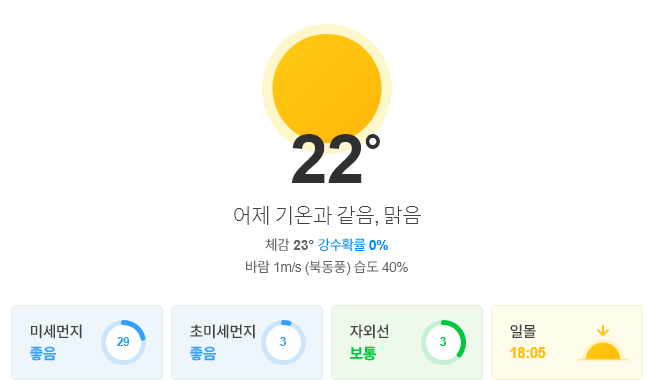 22°
어제 기온과 같음, 맑음
체감 23° 강수확률 0%
바람 1m/s (북동풍) 습도 40%
미세먼지
좋음
29
초미세먼지
좋음
3
자외선
보통
3
일몰
18:05